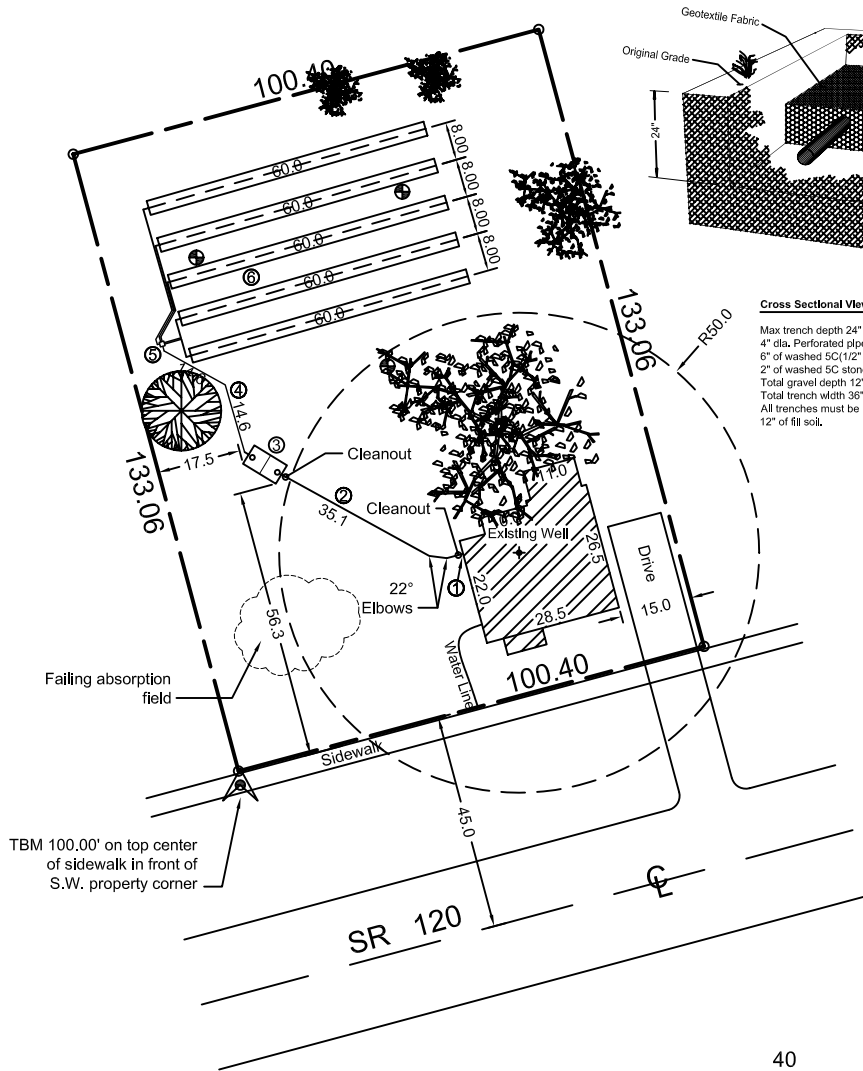 Geotextile Fabric
Original Grade
24"
100.40
8.00
8.00
8.00
8.00
60.0
60.0
60.0
60.0
60.0
6
5
4
14.6
3
17.5
133.06
133.06
R50.0
Cross Sectional Vie
Max trench depth 24"
4" dia. Perforated pipe
6" of washed 5C(1/2"
2" of washed 5C stone
Total gravel depth 12"
Total trench width 36"
All trenches must be
12" of fill soil.
Cleanout
2
35.1
Cleanout
11.0
Existing Well
26.5
Drive
15.0
22°
Elbows
1
22.0
28.5
56.3
Failing absorption
field
Water Line
100.40
Sidewalk
TBM 100.00' on top center
of sidewalk in front of
S.W. property corner
45.0
CL
SR 120
40